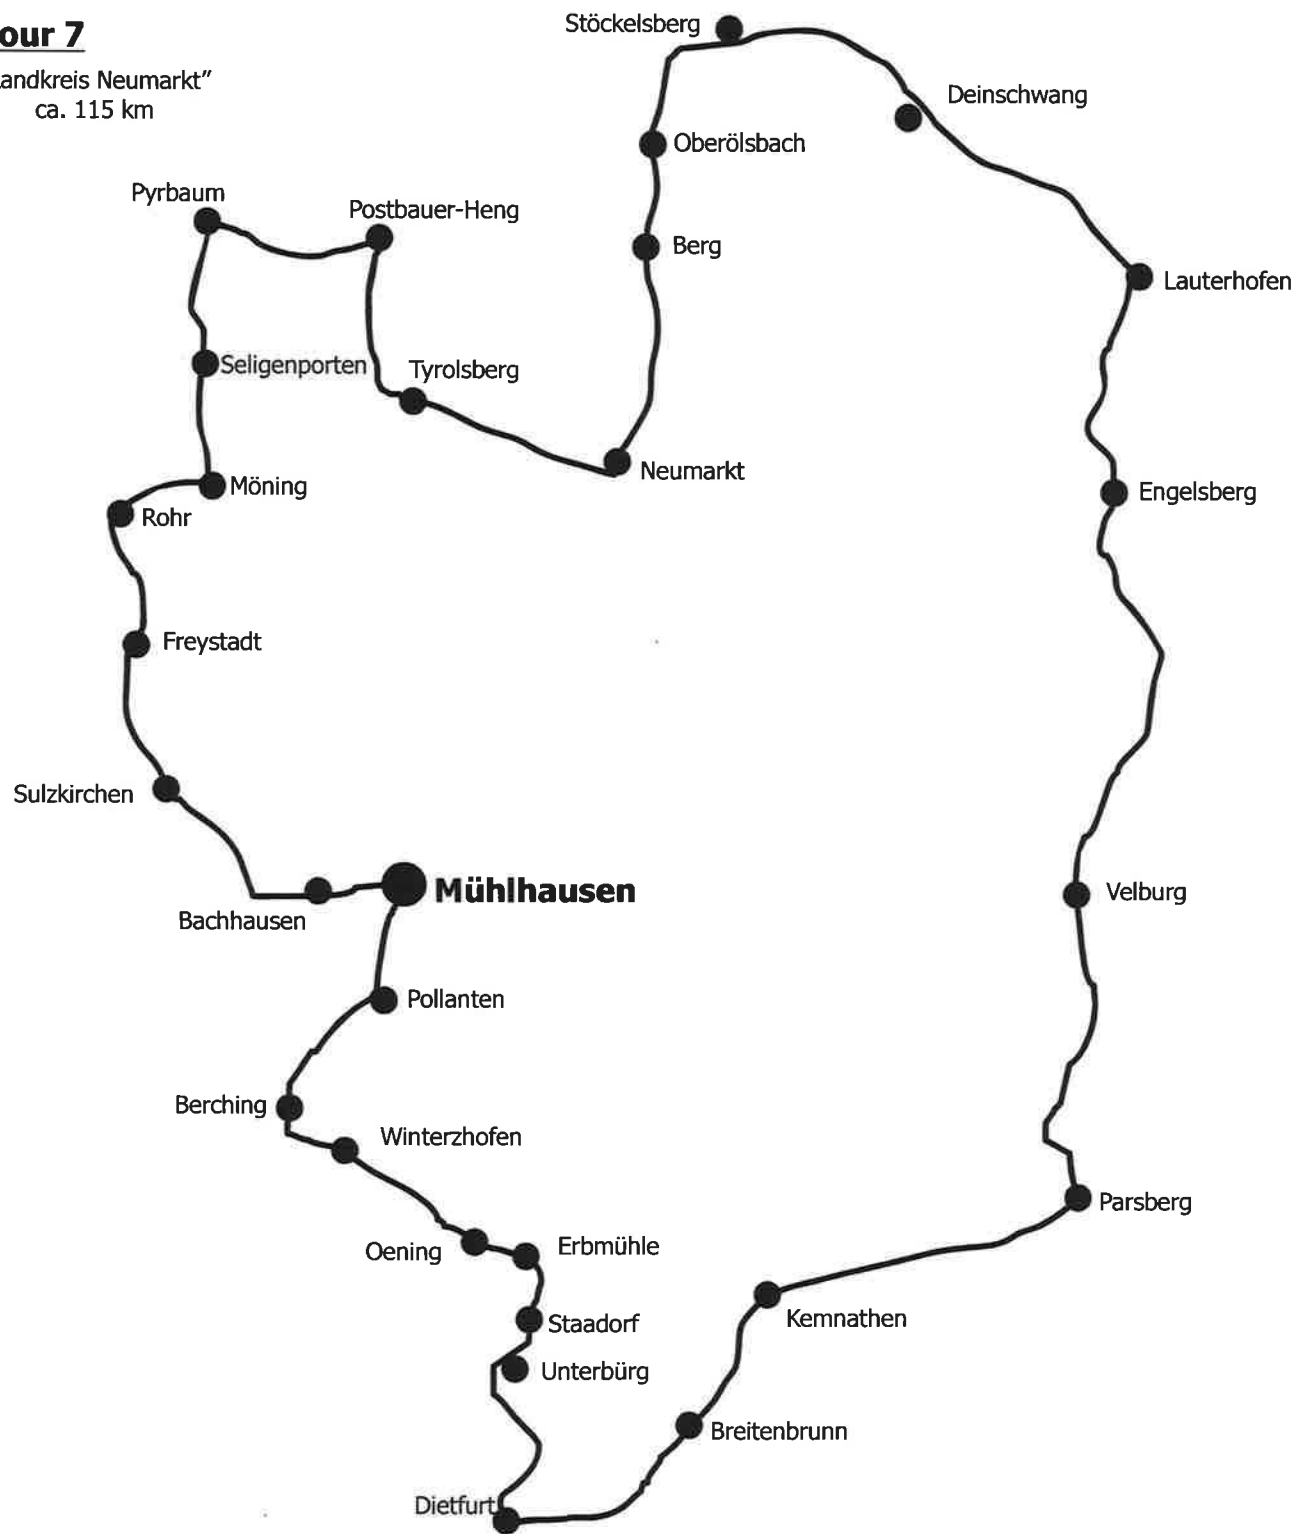 our 7
andkreis Neumarkt”
ca. 115 km
Stöckelsberg
Deinschwang
Oberölsbach
Pyrbaum
Postbauer-Heng
Berg
Lauterhofen
Seligenporten
Tyrolsberg
Neumarkt
Möning
Engelsberg
Rohr
Freystadt
Sulzkirchen
Mühlhausen
Velburg
Bachhausen
Pollanten
Berching
Winterzhofen
Parsberg
Oening
Erbmühle
Kemnathen
Staadorf
Unterbürg
Breitenbrunn
Dietfurt